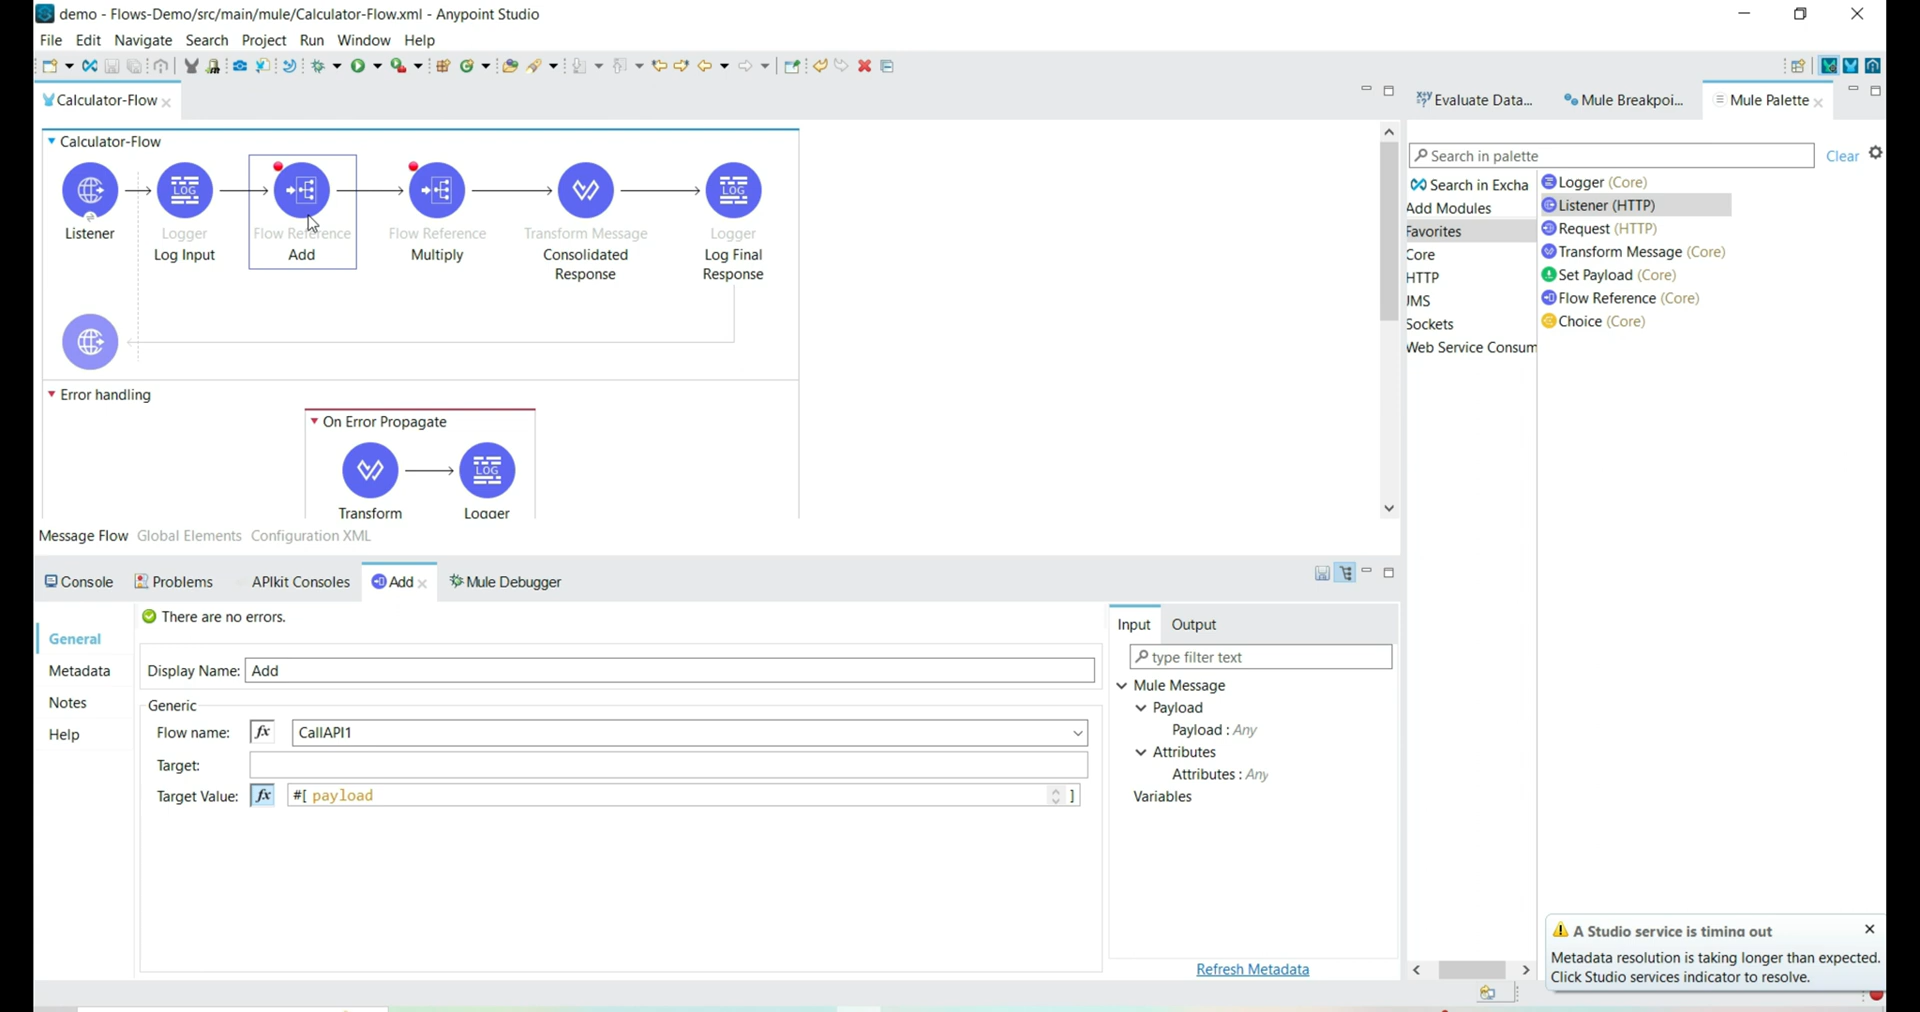 demo - Flows-Demo/src/main/mule/Calculator-Flow.xml - Anypoint Studio
File Edit Navigate Search Project Run Window Help
Calculator-Flow
Evaluate Data...
Mule Breakpoi...
Mule Palette
Calculator-Flow
Search in palette
Clear
LOG
LOG
Listener
Logger
Log Input
Flow Reference
Add
Flow Reference
Multiply
Transform Message
Consolidated
Response
Logger
Log Final
Response
Search in Excha
Add Modules
Favorites
Core
HTTP
JMS
Sockets
Web Service Consum
Logger (Core)
Listener (HTTP)
Request (HTTP)
Transform Message (Core)
Set Payload (Core)
Flow Reference (Core)
Choice (Core)
Error handling
On Error Propagate
LOG
Transform
Logger
Message Flow Global Elements Configuration XML
Console
Problems
APIkit Consoles
Add
Mule Debugger
General
Metadata
Notes
Help
There are no errors.
Display Name: Add
Generic
Flow name: fx CallAPI1
Target:
Target Value: fx #[ payload ]
Input
Output
type filter text
Mule Message
Payload
Payload : Any
Attributes
Attributes : Any
Variables
Refresh Metadata
A Studio service is timing out
Metadata resolution is taking longer than expected.
Click Studio services indicator to resolve.